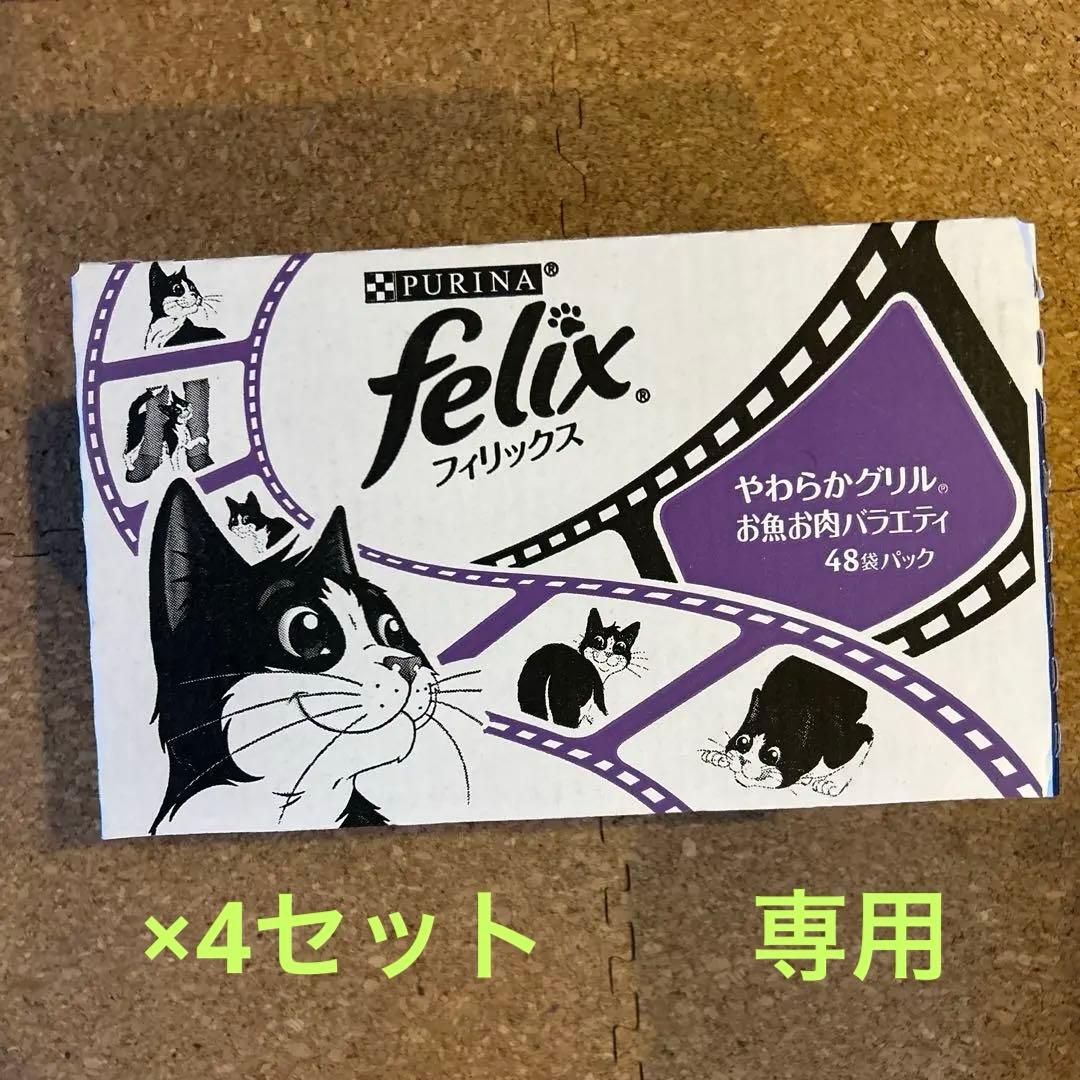 PURINA®
felix®
フィリックス
やわらかグリル®
お魚お肉バラエティ
48袋パック
×4セット 専用